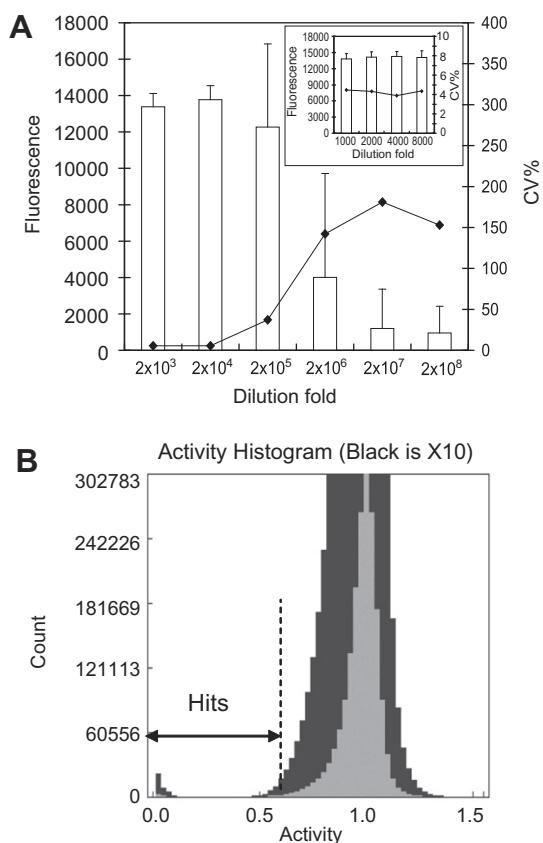 A
Fluorescence
18000
16000
14000
12000
10000
8000
6000
4000
2000
0
2x10³ 2x10⁴ 2x10⁵ 2x10⁶ 2x10⁷ 2x10⁸
Dilution fold
400
350
300
250
200
150
100
50
0
CV%
Fluorescence
18000
15000
12000
9000
6000
3000
0
1000 2000 4000 8000
Dilution fold
10
8
6
4
2
0
CV%
B
Activity Histogram (Black is X10)
Count
302783
242226
181669
121113
60556
0
Hits
0.0 0.5 1.0 1.5
Activity